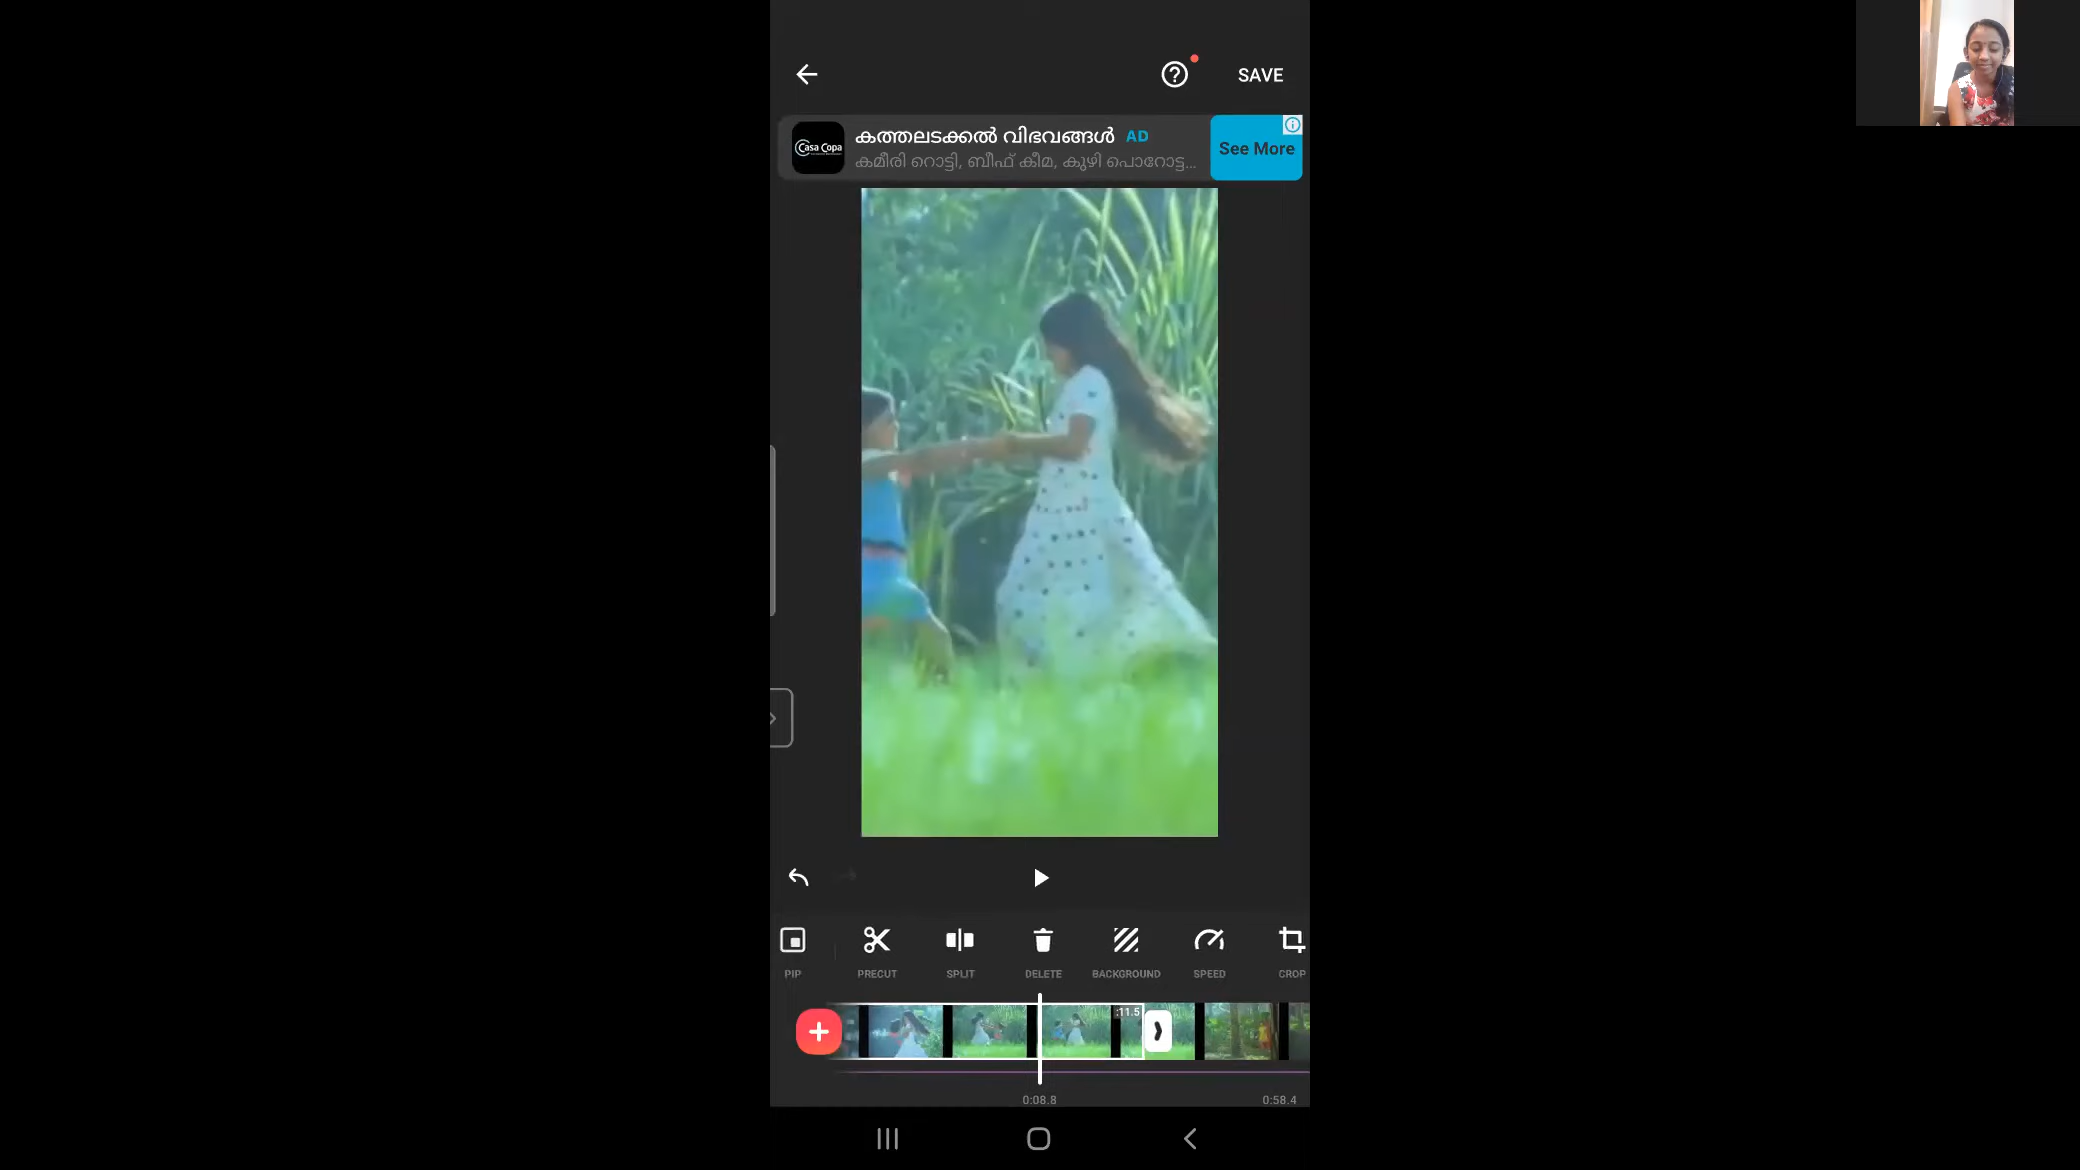 SAVE
Casa Copa
കത്തലടക്കൽ വിഭവങ്ങൾ AD
കമീരി റൊട്ടി, ബീഫ് കീമ, കുഴി പൊറോട്ട...
See More
PIP
PRECUT
SPLIT
DELETE
BACKGROUND
SPEED
CROP
:11.5
0:08.8
0:58.4